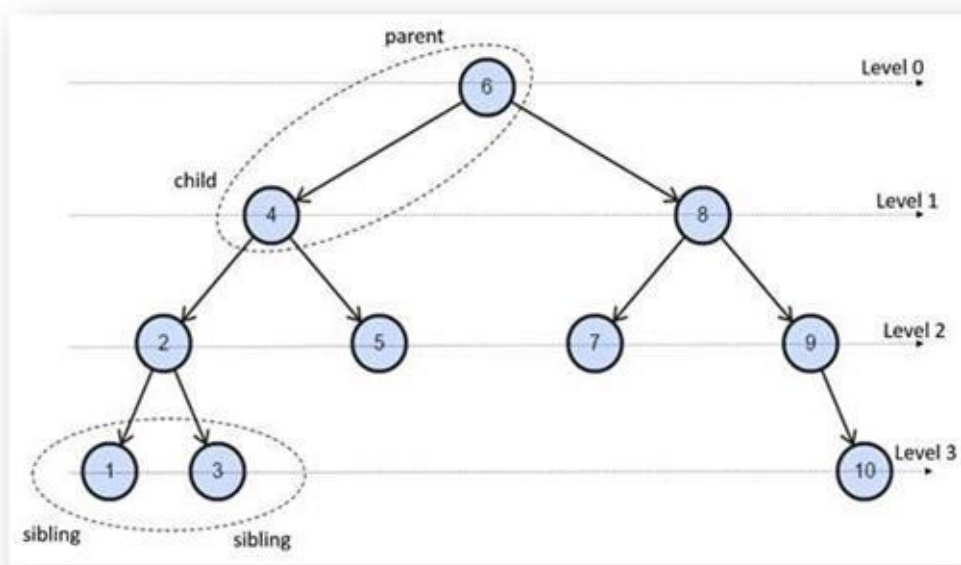 parent
6
Level 0
child
4
8
Level 1
2
5
7
9
Level 2
1
3
10
Level 3
sibling
sibling